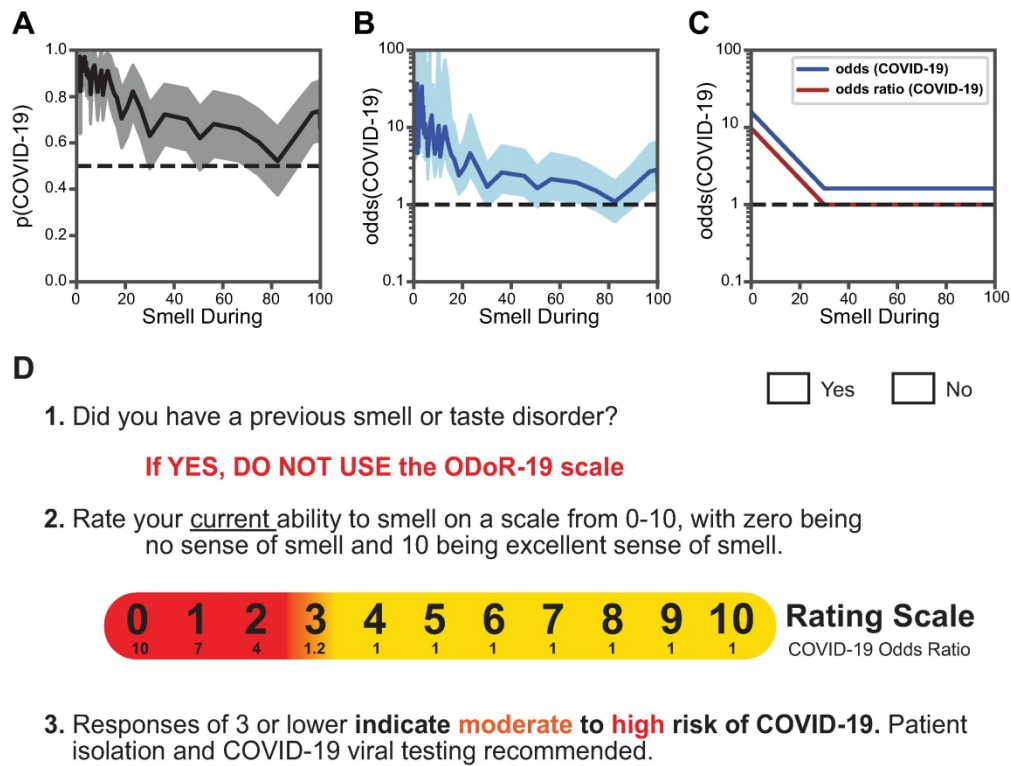 A
p(COVID-19)
1.0
0.8
0.6
0.4
0.2
0.0
0 20 40 60 80 100
Smell During
B
odds(COVID-19)
100
10
1
0.1
0 20 40 60 80 100
Smell During
C
odds(COVID-19)
100
10
1
0.1
odds (COVID-19)
odds ratio (COVID-19)
0 20 40 60 80 100
Smell During
D
Yes No
1. Did you have a previous smell or taste disorder?
If YES, DO NOT USE the ODoR-19 scale
2. Rate your current ability to smell on a scale from 0-10, with zero being
no sense of smell and 10 being excellent sense of smell.
0 1 2 3 4 5 6 7 8 9 10 Rating Scale
10 7 4 1.2 1 1 1 1 1 1 1 COVID-19 Odds Ratio
3. Responses of 3 or lower indicate moderate to high risk of COVID-19. Patient
isolation and COVID-19 viral testing recommended.